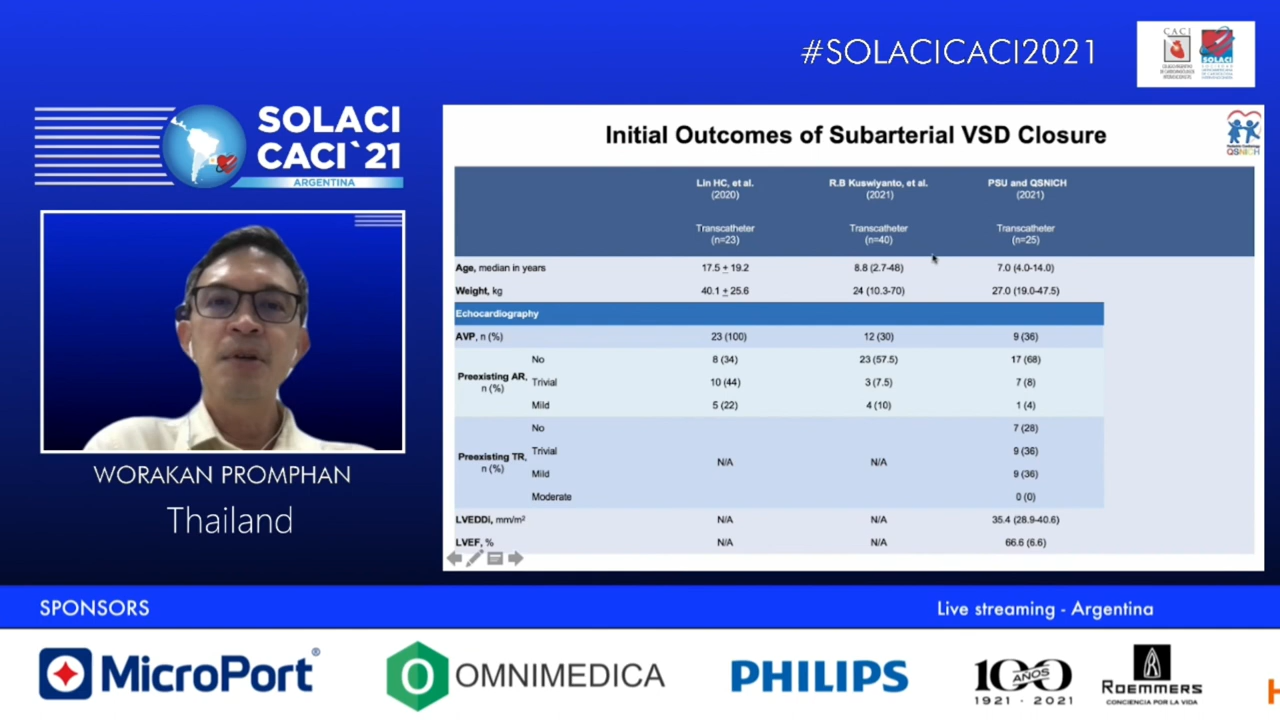 #SOLACICACI2021
CACI
SOLACI
SOLACI
CACI`21
ARGENTINA
WORAKAN PROMPHAN
Thailand
Initial Outcomes of Subarterial VSD Closure
QSNICH
Lin HC, et al. (2020) R.B Kuswiyanto, et al. (2021) PSU and QSNICH (2021)
Transcatheter (n=23) Transcatheter (n=40) Transcatheter (n=25)
Age, median in years 17.5 ± 19.2 8.8 (2.7-48) 7.0 (4.0-14.0)
Weight, kg 40.1 ± 25.6 24 (10.3-70) 27.0 (19.0-47.5)
Echocardiography
AVP, n (%) 23 (100) 12 (30) 9 (36)
Preexisting AR, n (%)
No 8 (34) 23 (57.5) 17 (68)
Trivial 10 (44) 3 (7.5) 7 (8)
Mild 5 (22) 4 (10) 1 (4)
Preexisting TR, n (%) N/A N/A
No 7 (28)
Trivial 9 (36)
Mild 9 (36)
Moderate 0 (0)
LVEDDi, mm/m² N/A N/A 35.4 (28.9-40.6)
LVEF, % N/A N/A 66.6 (6.6)
SPONSORS
Live streaming - Argentina
MicroPort®
OMNIMEDICA
PHILIPS
100 AÑOS
1921 - 2021
ROEMMERS
CONCIENCIA POR LA VIDA